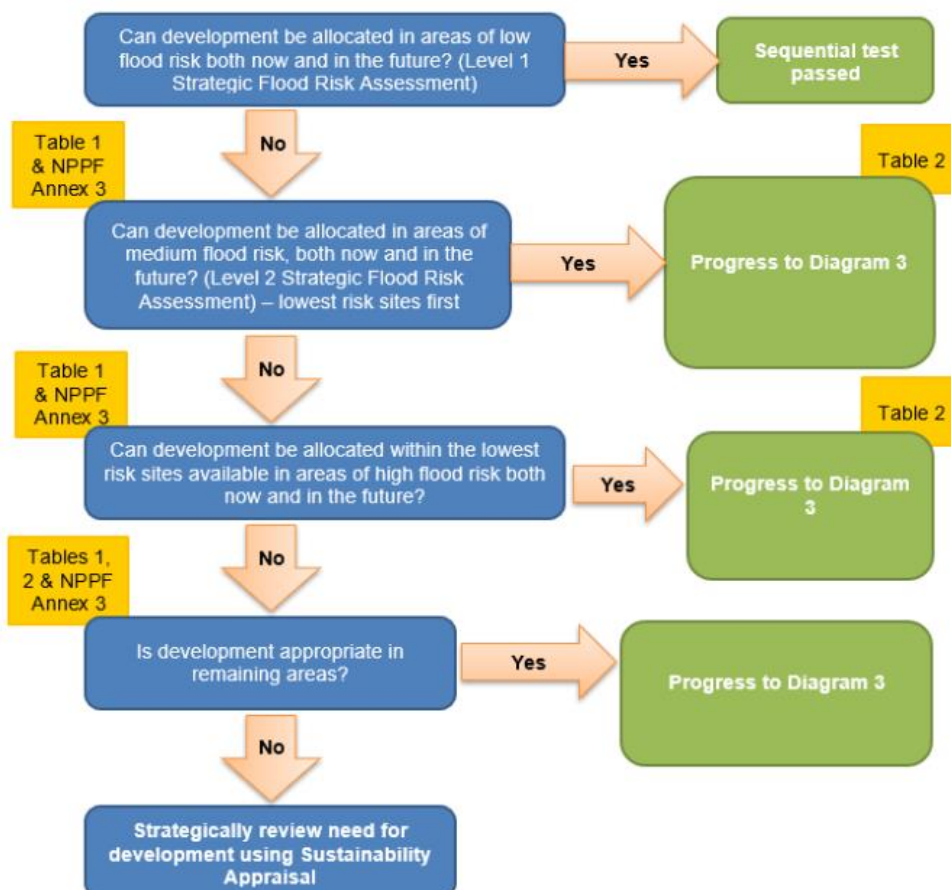 Can development be allocated in areas of low
flood risk both now and in the future? (Level 1
Strategic Flood Risk Assessment)
Yes
Sequential test
passed
No
Table 1
& NPPF
Annex 3
Table 2
Can development be allocated in areas of
medium flood risk, both now and in the
future? (Level 2 Strategic Flood Risk
Assessment) – lowest risk sites first
Yes
Progress to Diagram 3
No
Table 1
& NPPF
Annex 3
Table 2
Can development be allocated within the lowest
risk sites available in areas of high flood risk both
now and in the future?
Yes
Progress to Diagram
3
No
Tables 1,
2 & NPPF
Annex 3
Is development appropriate in
remaining areas?
Yes
Progress to Diagram 3
No
Strategically review need for
development using Sustainability
Appraisal